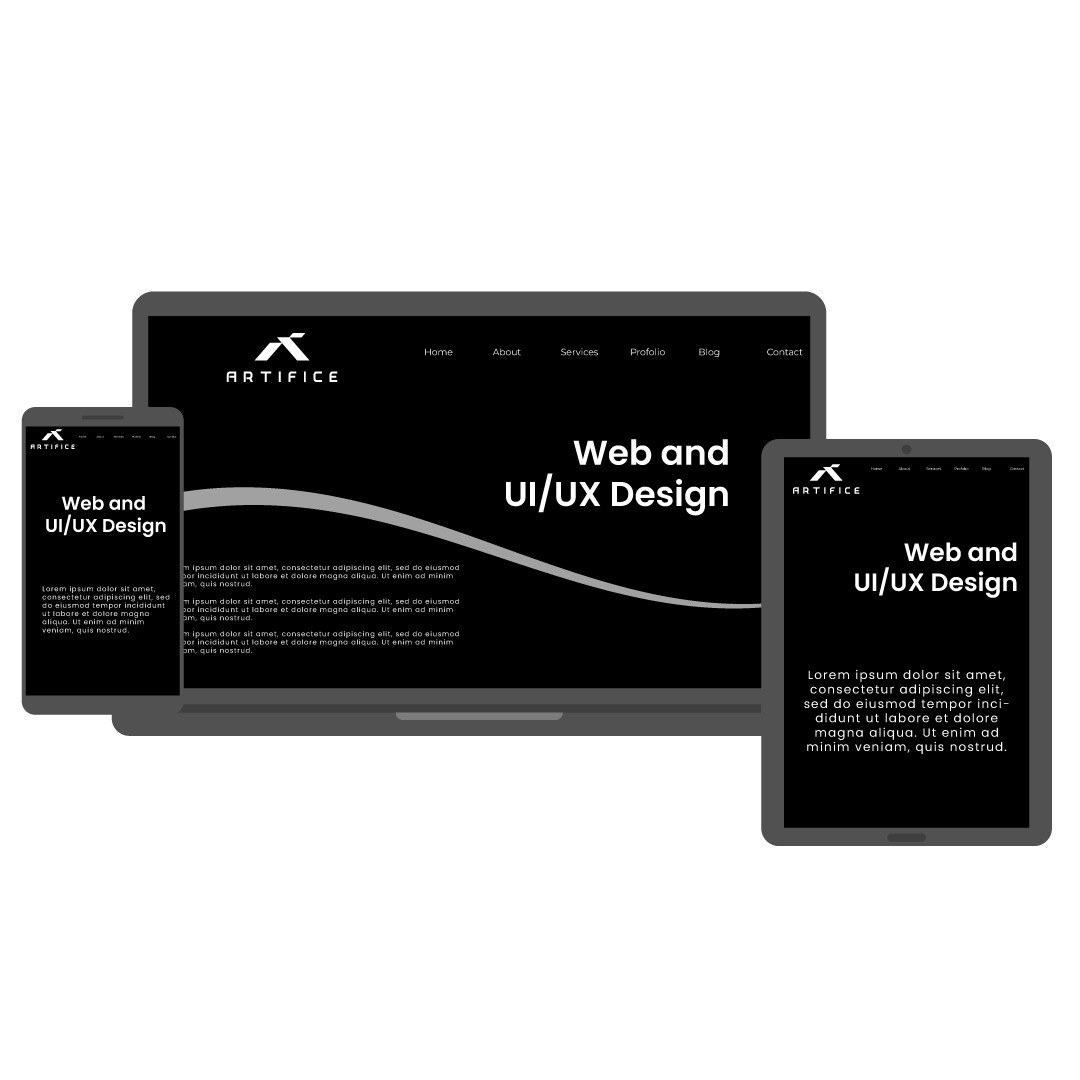 ARTIFICE
Home About Services Profolio Blog Contact
Web and
UI/UX Design
ipsum dolor sit amet, consectetur adipiscing elit, sed do eiusmod
incididunt ut labore et dolore magna aliqua. Ut enim ad minim
quis nostrud.
ipsum dolor sit amet, consectetur adipiscing elit, sed do eiusmod
incididunt ut labore et dolore magna aliqua. Ut enim ad minim
quis nostrud.
ipsum dolor sit amet, consectetur adipiscing elit, sed do eiusmod
incididunt ut labore et dolore magna aliqua. Ut enim ad minim
quis nostrud.
ARTIFICE
Web and
UI/UX Design
Lorem ipsum dolor sit amet,
consectetur adipiscing elit, sed
do eiusmod tempor incididunt
ut labore et dolore magna
aliqua. Ut enim ad minim
veniam, quis nostrud.
ARTIFICE
Home About Services Profolio Blog Contact
Web and
UI/UX Design
Lorem ipsum dolor sit amet,
consectetur adipiscing elit,
sed do eiusmod tempor inci-
didunt ut labore et dolore
magna aliqua. Ut enim ad
minim veniam, quis nostrud.